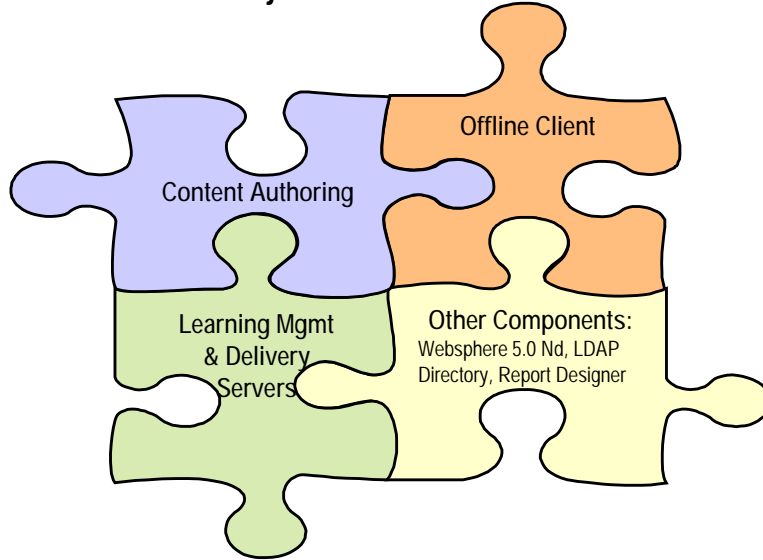 Offline Client
Content Authoring
Learning Mgmt
& Delivery
Servers
Other Components:
Websphere 5.0 Nd, LDAP
Directory, Report Designer